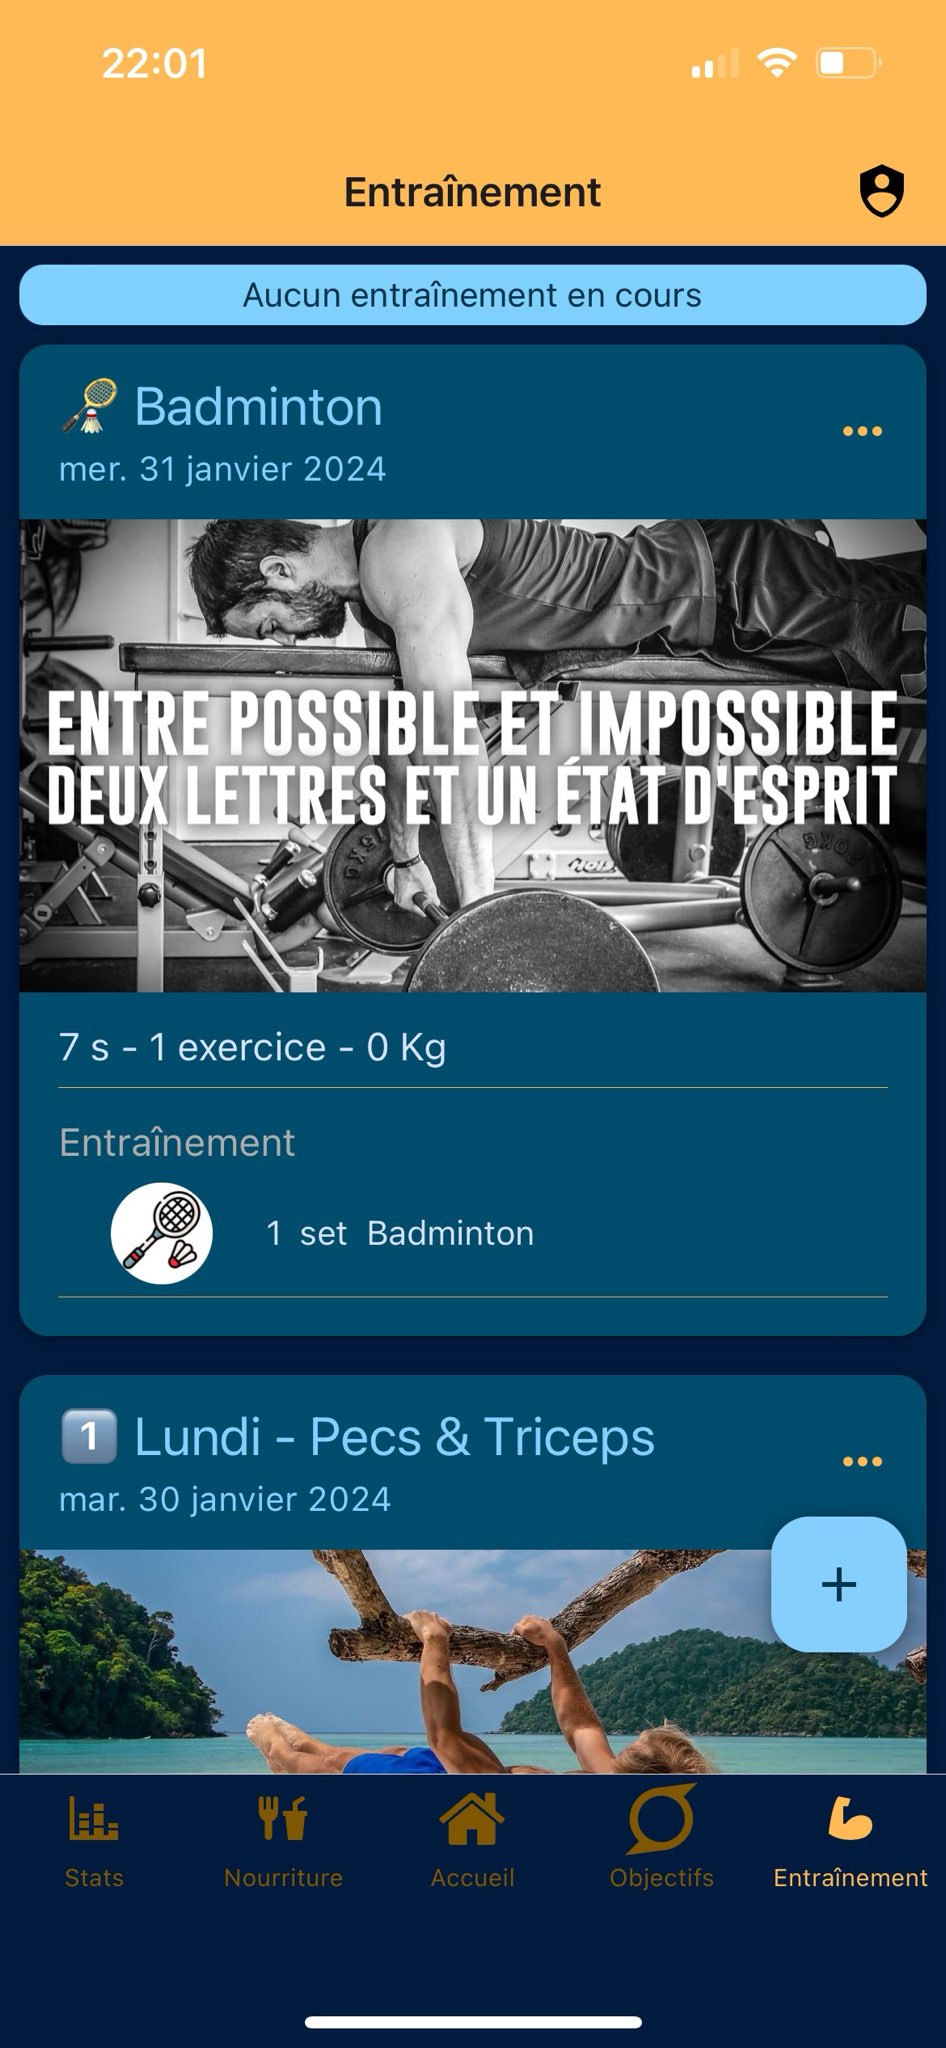 22:01
Entraînement
Aucun entraînement en cours
Badminton
mer. 31 janvier 2024
ENTRE POSSIBLE ET IMPOSSIBLE
DEUX LETTRES ET UN ÉTAT D'ESPRIT
7 s - 1 exercice - 0 Kg
Entraînement
1 set Badminton
1 Lundi - Pecs & Triceps
mar. 30 janvier 2024
+
Stats
Nourriture
Accueil
Objectifs
Entraînement